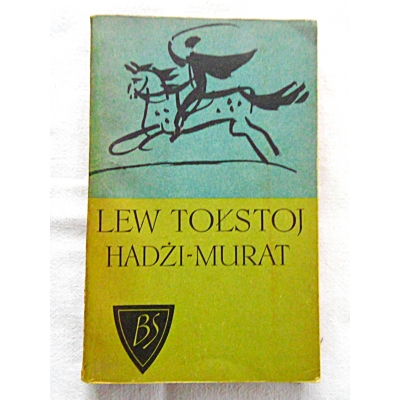 LEW TOŁSTOJ
HADŻI-MURAT
BS